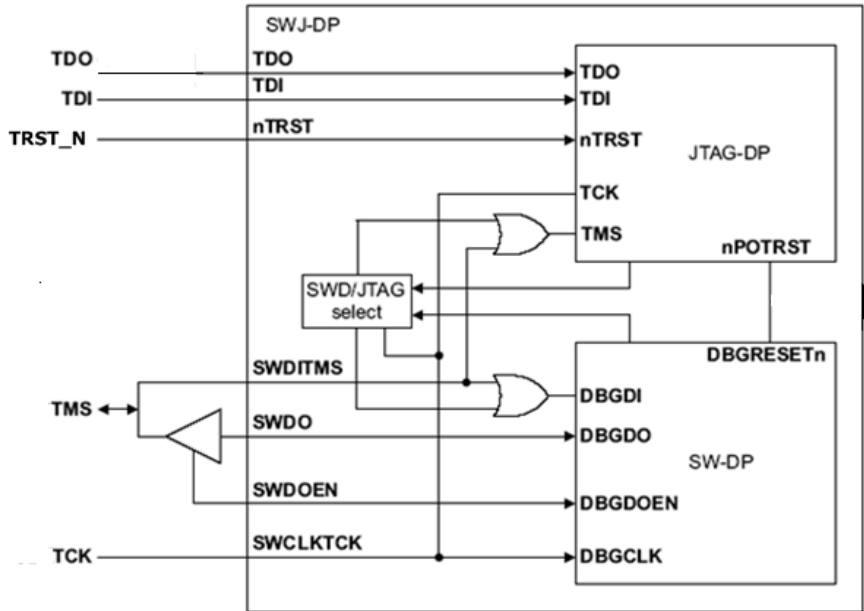 SWJ-DP
TDO TDO TDO
TDI TDI TDI
TRST_N nTRST nTRST
JTAG-DP
TCK
TMS
nPOTRST
SWD/JTAG
select
DBGRESETn
SWDITMS
TMS
DBGDI
SWDO DBGDO
SW-DP
SWDOEN DBGDOEN
TCK SWCLKTCK DBGCLK